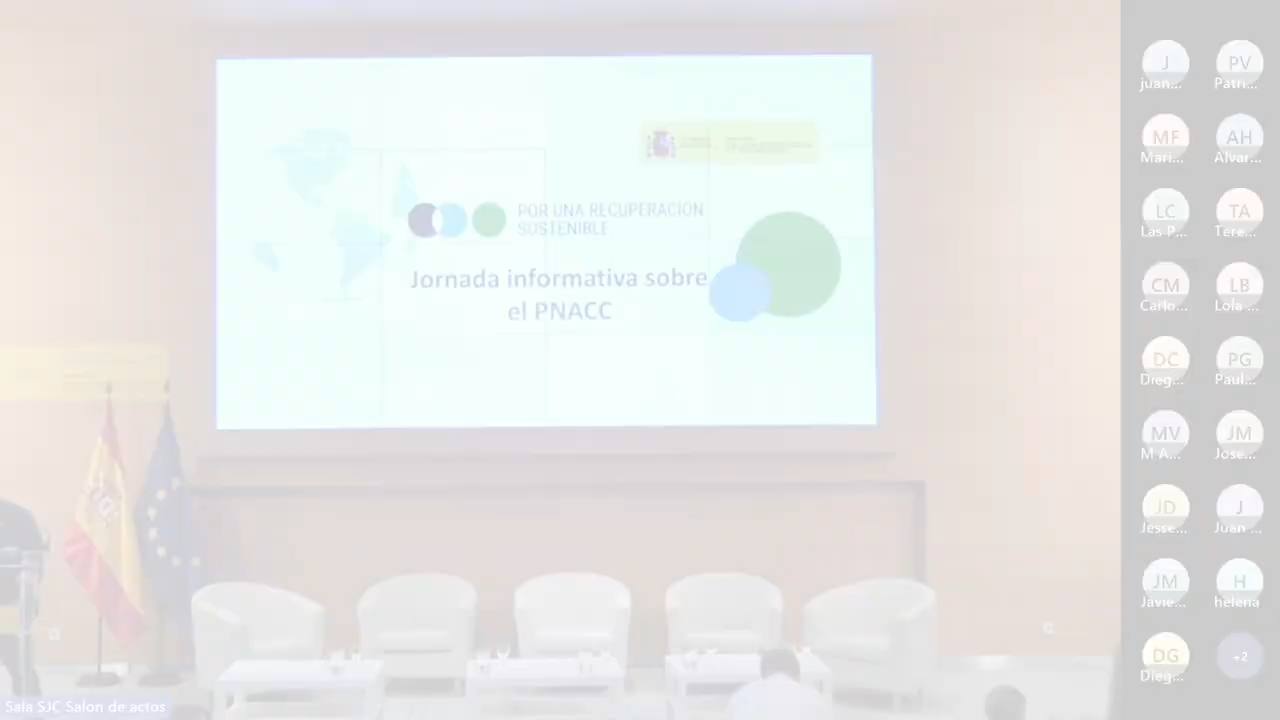 POR UNA RECUPERACIÓN
SOSTENIBLE
Jornada informativa sobre
el PNACC
J
juan...
PV
Patri...
MF
Mari...
AH
Alvar...
LC
Las P...
TA
Tere...
CM
Carlo...
LB
Lola ...
DC
Dieg...
PG
Paul...
MV
M A...
JM
Jose...
JD
Jesse...
J
Juan ...
JM
Javie...
H
helena
DG
Dieg...
+2
Sala SJC Salon de actos